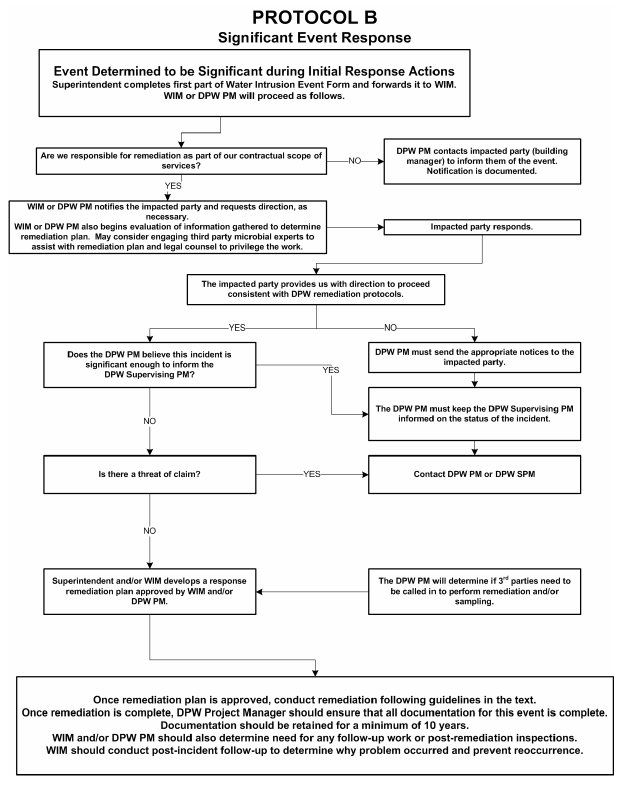 PROTOCOL B
Significant Event Response
Event Determined to be Significant during Initial Response Actions
Superintendent completes first part of Water Intrusion Event Form and forwards it to WIM.
WIM or DPW PM will proceed as follows.
Are we responsible for remediation as part of our contractual scope of
services?
NO
DPW PM contacts impacted party (building
manager) to inform them of the event.
Notification is documented.
YES
WIM or DPW PM notifies the impacted party and requests direction, as
necessary.
WIM or DPW PM also begins evaluation of information gathered to determine
remediation plan.  May consider engaging third party microbial experts to
assist with remediation plan and legal counsel to privilege the work.
Impacted party responds.
The impacted party provides us with direction to proceed
consistent with DPW remediation protocols.
YES
NO
Does the DPW PM believe this incident is
significant enough to inform the
DPW Supervising PM?
DPW PM must send the appropriate notices to the
impacted party.
YES
The DPW PM must keep the DPW Supervising PM
informed on the status of the incident.
NO
Is there a threat of claim?
YES
Contact DPW PM or DPW SPM
NO
Superintendent and/or WIM develops a response
remediation plan approved by WIM and/or
DPW PM.
The DPW PM will determine if 3rd parties need to
be called in to perform remediation and/or
sampling.
Once remediation plan is approved, conduct remediation following guidelines in the text.
Once remediation is complete, DPW Project Manager should ensure that all documentation for this event is complete.
Documentation should be retained for a minimum of 10 years.
WIM and/or DPW PM should also determine need for any follow-up work or post-remediation inspections.
WIM should conduct post-incident follow-up to determine why problem occurred and prevent reoccurrence.